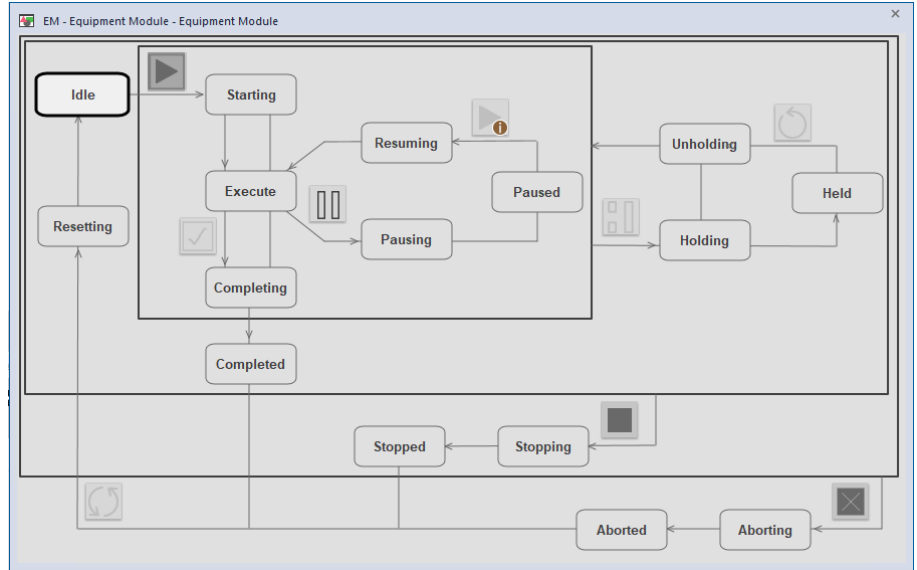 EM - Equipment Module - Equipment Module
Idle
Starting
Resuming
Unholding
Execute
Paused
Held
Resetting
Pausing
Holding
Completing
Completed
Stopped
Stopping
Aborted
Aborting